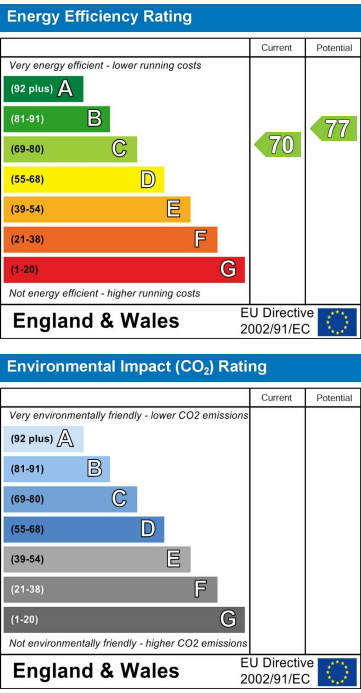 Energy Efficiency Rating
Current Potential
Very energy efficient - lower running costs
(92 plus) A
(81-91) B
(69-80) C
(55-68) D
(39-54) E
(21-38) F
(1-20) G
70
77
Not energy efficient - higher running costs
England & Wales
EU Directive
2002/91/EC
Environmental Impact (CO₂) Rating
Current Potential
Very environmentally friendly - lower CO2 emissions
(92 plus) A
(81-91) B
(69-80) C
(55-68) D
(39-54) E
(21-38) F
(1-20) G
Not environmentally friendly - higher CO2 emissions
England & Wales
EU Directive
2002/91/EC